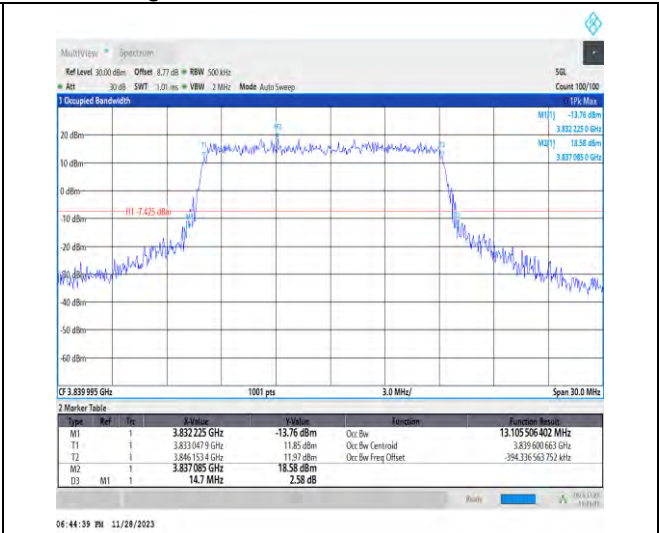 MultiView Spectrum
Ref Level 30.00 dBm Offset 8.77 dB RBW 500 kHz SGL
Att 30 dB SWT 1.01 ms VBW 2 MHz Mode Auto Sweep Count 100/100
1 Occupied Bandwidth 1Pk Max
M1[1] -13.76 dBm
3.832 225 0 GHz
M2[1] 18.58 dBm
3.837 085 0 GHz
M2
T1 T2
20 dBm
10 dBm
0 dBm
H1 -7.425 dBm
-10 dBm
-20 dBm
-30 dBm
-40 dBm
-50 dBm
-60 dBm
CF 3.839 995 GHz 1001 pts 3.0 MHz/ Span 30.0 MHz
2 Marker Table
Type Ref Trc X-Value Y-Value Function Function Result
M1 1 3.832 225 GHz -13.76 dBm Occ Bw 13.105 506 402 MHz
T1 1 3.833 047 9 GHz 11.85 dBm Occ Bw Centroid 3.839 600 663 GHz
T2 1 3.846 153 4 GHz 11.97 dBm Occ Bw Freq Offset -394.336 563 752 kHz
M2 1 3.837 085 GHz 18.58 dBm
D3 M1 1 14.7 MHz 2.58 dB
Ready
06:44:39 PM 11/28/2023